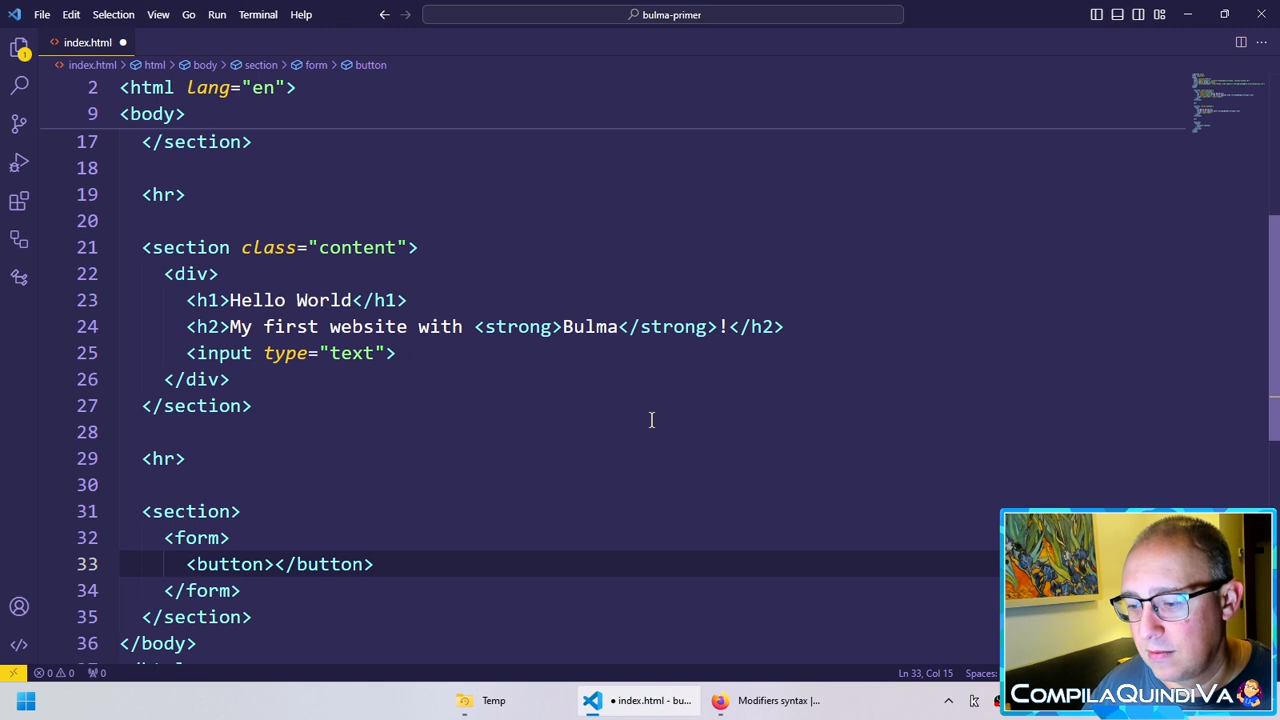 File Edit Selection View Go Run Terminal Help
bulma-primer
index.html
1
index.html > html > body > section > form > button
2 <html lang="en">
9 <body>
17 </section>
18
19 <hr>
20
21 <section class="content">
22 <div>
23 <h1>Hello World</h1>
24 <h2>My first website with <strong>Bulma</strong>!</h2>
25 <input type="text">
26 </div>
27 </section>
28
29 <hr>
30
31 <section>
32 <form>
33 <button></button>
34 </form>
35 </section>
36 </body>
0 0 0 Ln 33, Col 15 Spaces:
CompilaQuindiVa
Temp • index.html - bu... Modifiers syntax |...